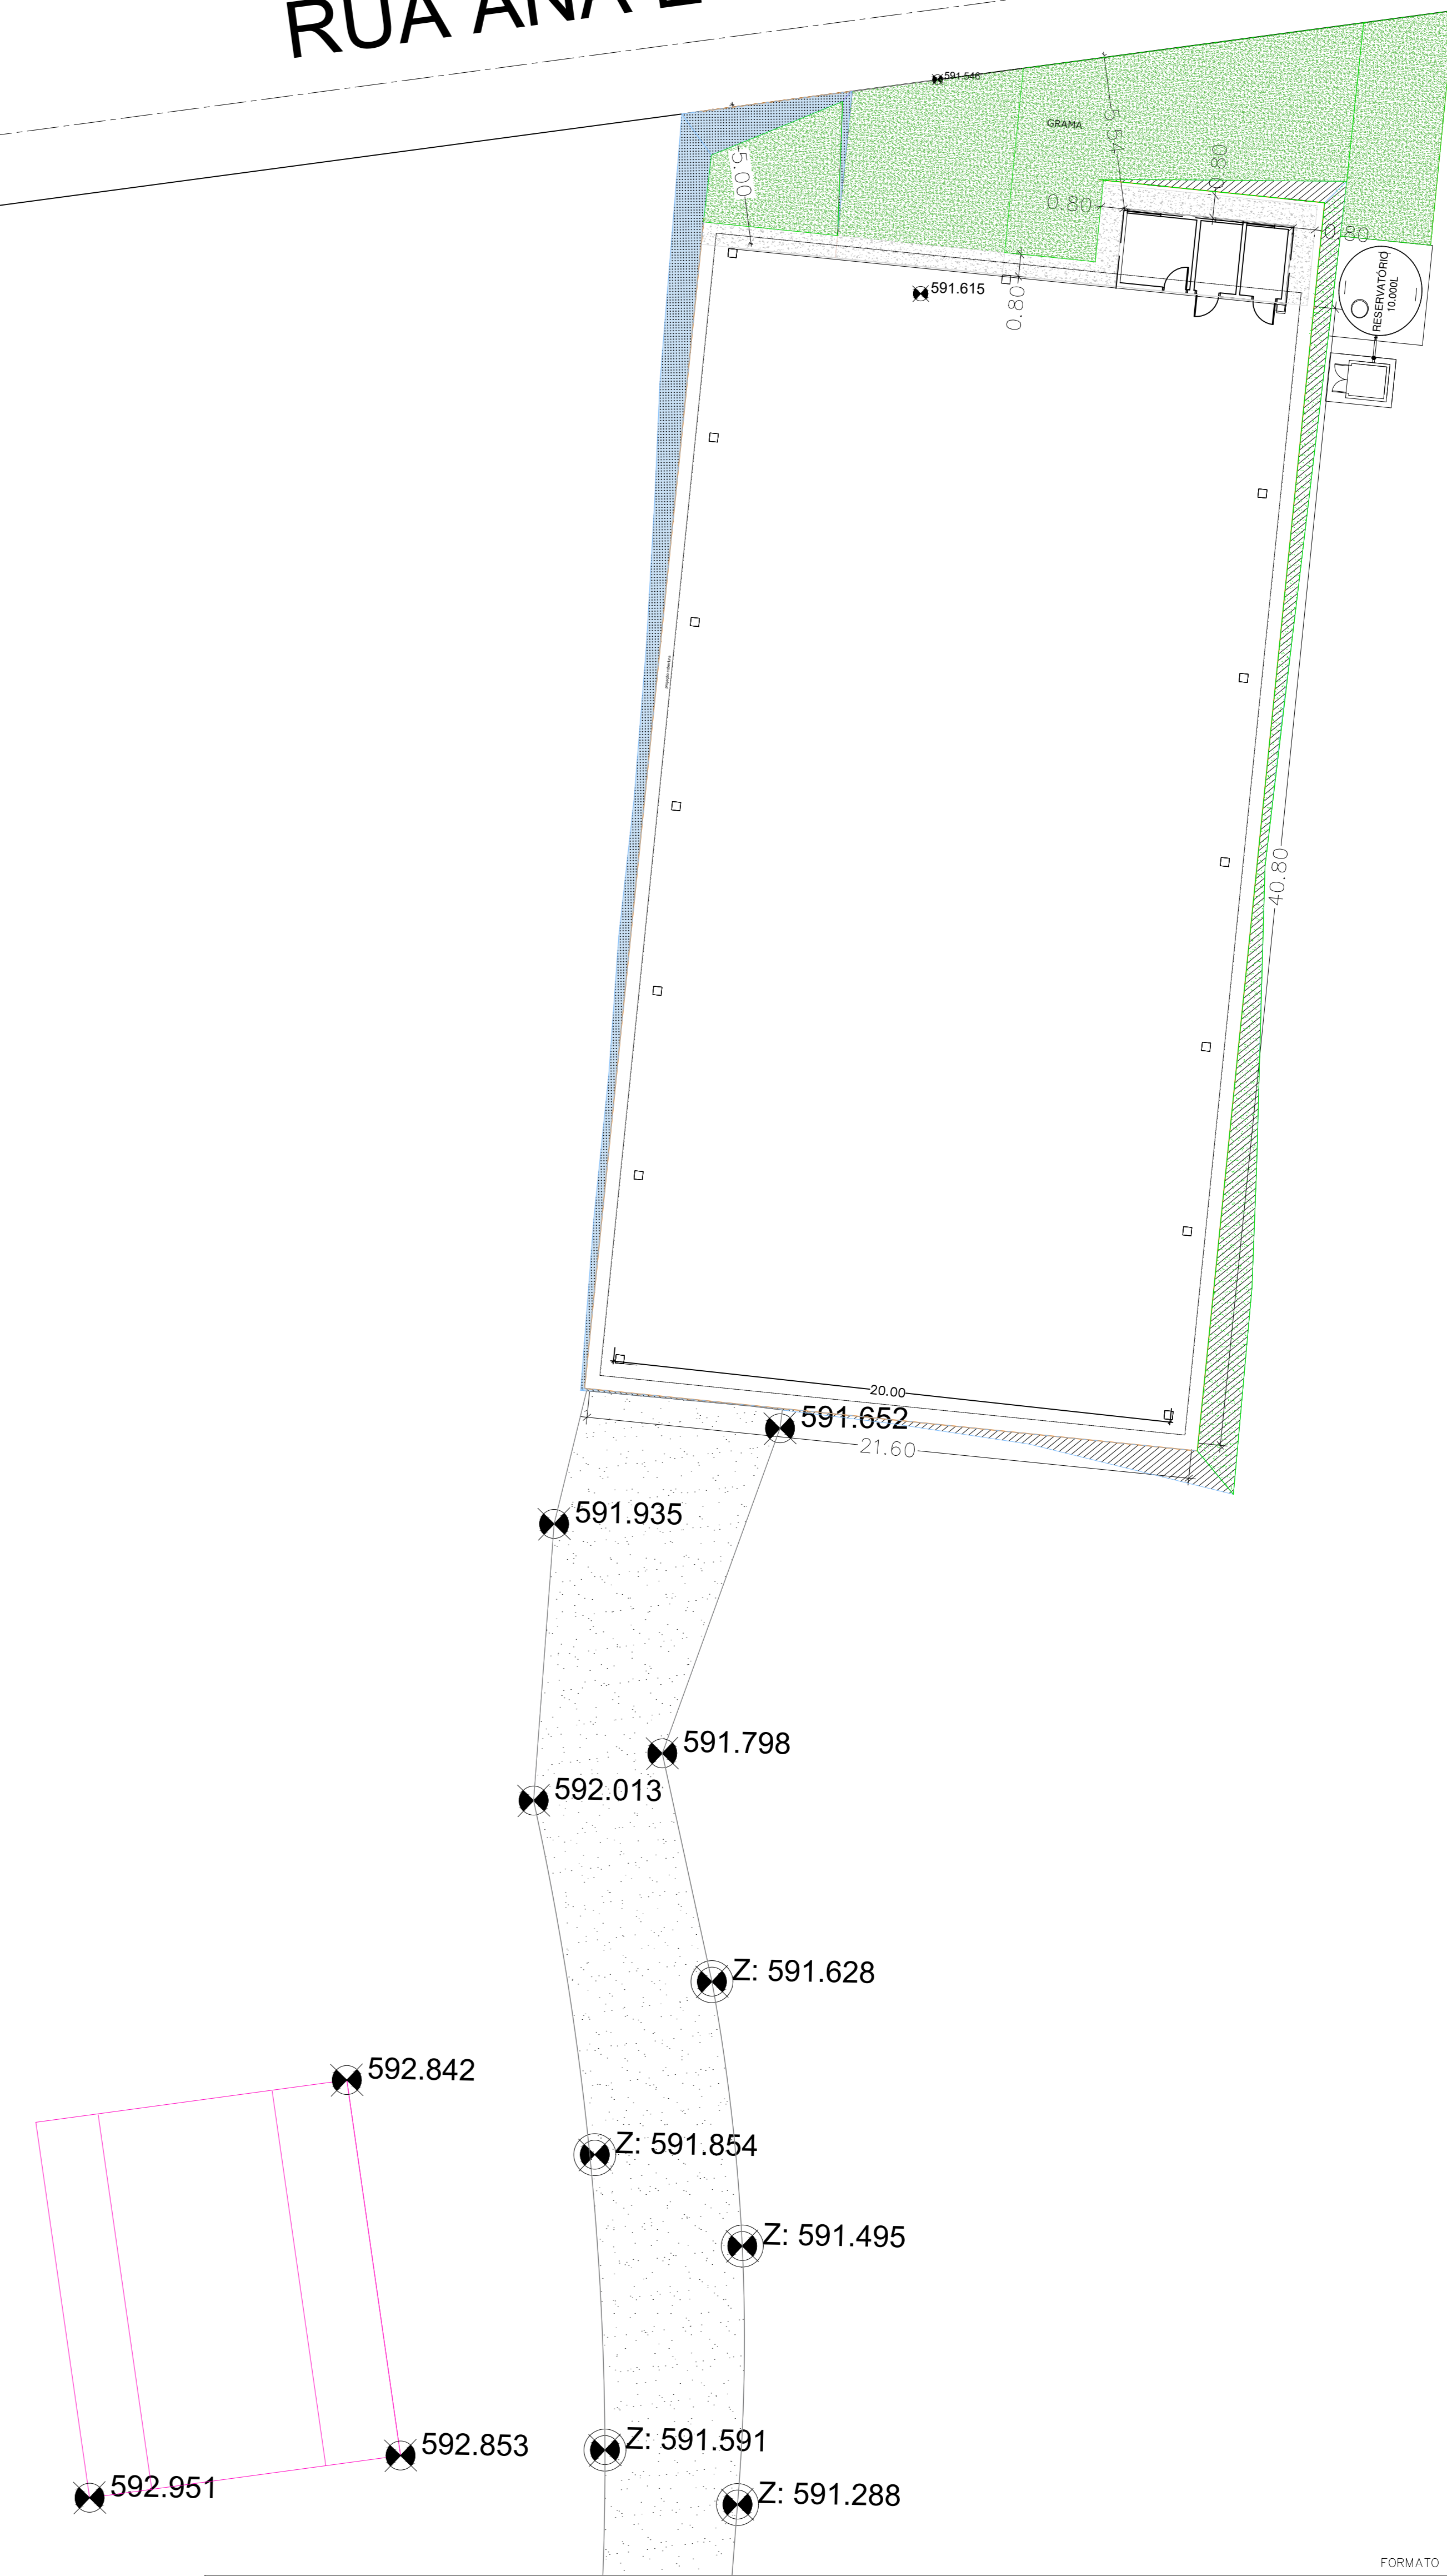 RUA ANA
591.546
GRAMA
5.54
5.00
0.80
0.80
0.80
RESERVATÓRIO
10.000L
591.615
0.80
projeção cobertura
40.80
20.00
591.652
21.60
591.935
591.798
592.013
Z: 591.628
592.842
Z: 591.854
Z: 591.495
592.853
Z: 591.591
592.951
Z: 591.288
FORMATO